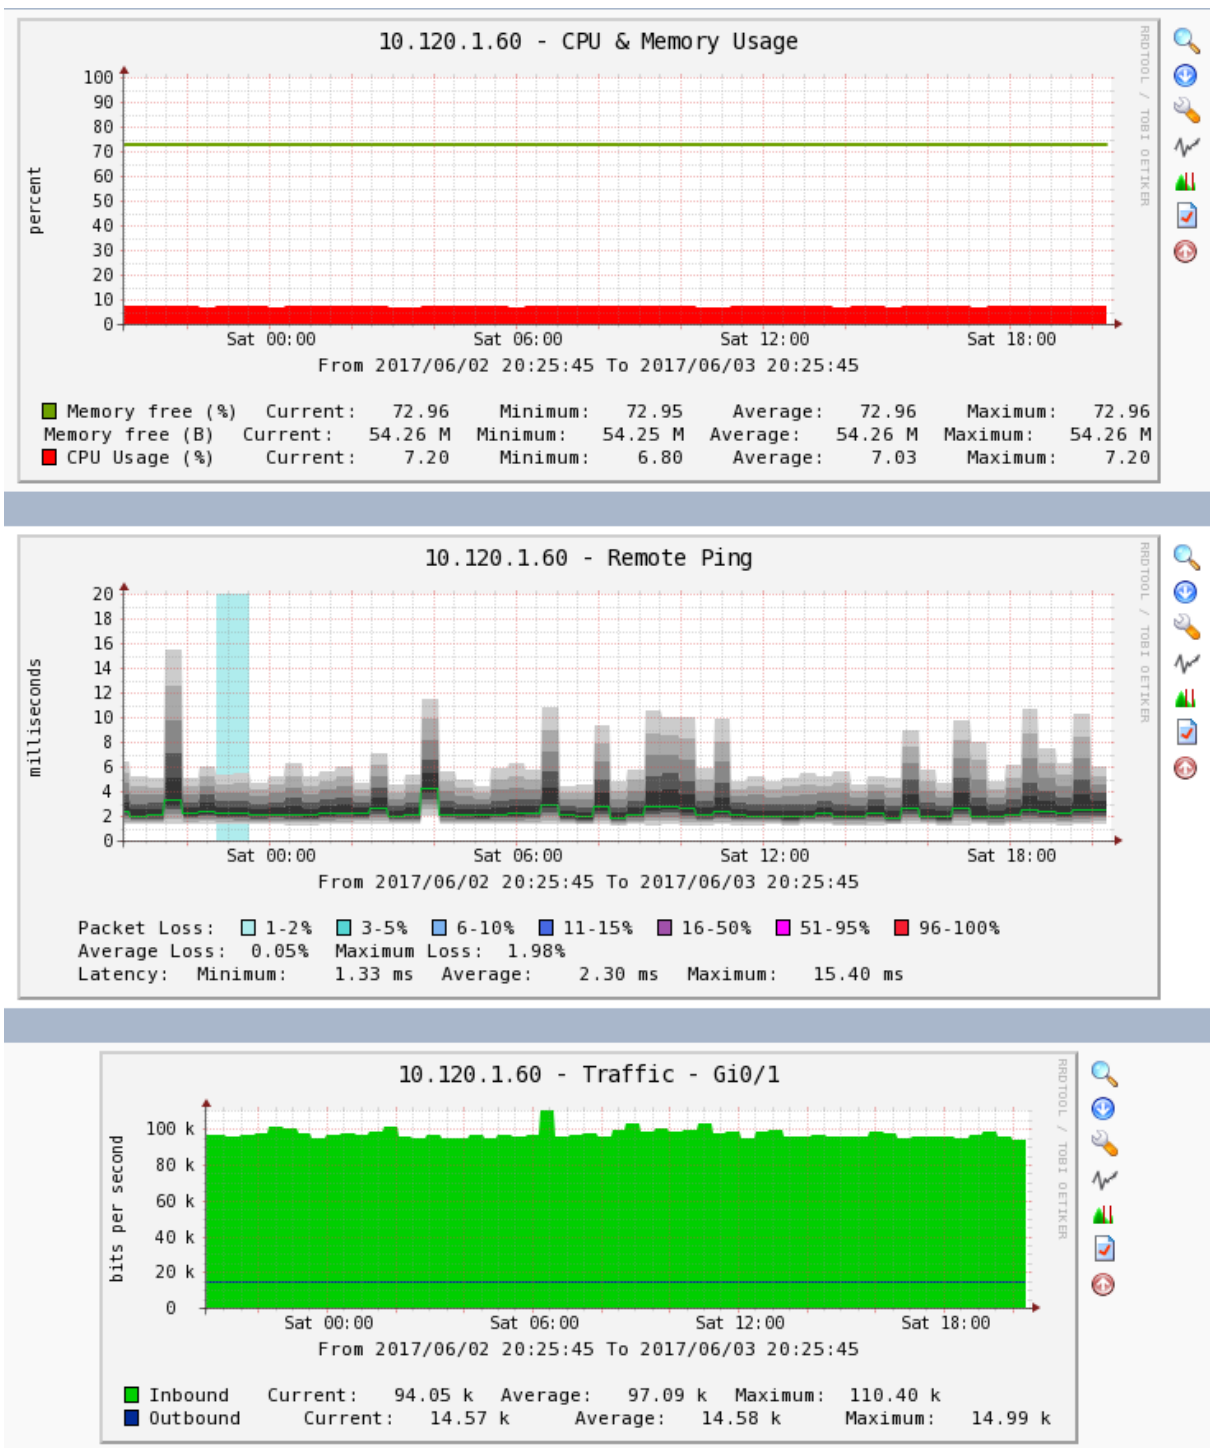 10.120.1.60 - CPU & Memory Usage
RRDTOOL / TOBI OETIKER
percent
100
90
80
70
60
50
40
30
20
10
0
Sat 00:00 Sat 06:00 Sat 12:00 Sat 18:00
From 2017/06/02 20:25:45 To 2017/06/03 20:25:45
Memory free (%) Current: 72.96 Minimum: 72.95 Average: 72.96 Maximum: 72.96
Memory free (B) Current: 54.26 M Minimum: 54.25 M Average: 54.26 M Maximum: 54.26 M
CPU Usage (%) Current: 7.20 Minimum: 6.80 Average: 7.03 Maximum: 7.20
10.120.1.60 - Remote Ping
RRDTOOL / TOBI OETIKER
milliseconds
20
18
16
14
12
10
8
6
4
2
0
Sat 00:00 Sat 06:00 Sat 12:00 Sat 18:00
From 2017/06/02 20:25:45 To 2017/06/03 20:25:45
Packet Loss: 1-2% 3-5% 6-10% 11-15% 16-50% 51-95% 96-100%
Average Loss: 0.05% Maximum Loss: 1.98%
Latency: Minimum: 1.33 ms Average: 2.30 ms Maximum: 15.40 ms
10.120.1.60 - Traffic - Gi0/1
RRDTOOL / TOBI OETIKER
bits per second
100 k
80 k
60 k
40 k
20 k
0
Sat 00:00 Sat 06:00 Sat 12:00 Sat 18:00
From 2017/06/02 20:25:45 To 2017/06/03 20:25:45
Inbound Current: 94.05 k Average: 97.09 k Maximum: 110.40 k
Outbound Current: 14.57 k Average: 14.58 k Maximum: 14.99 k